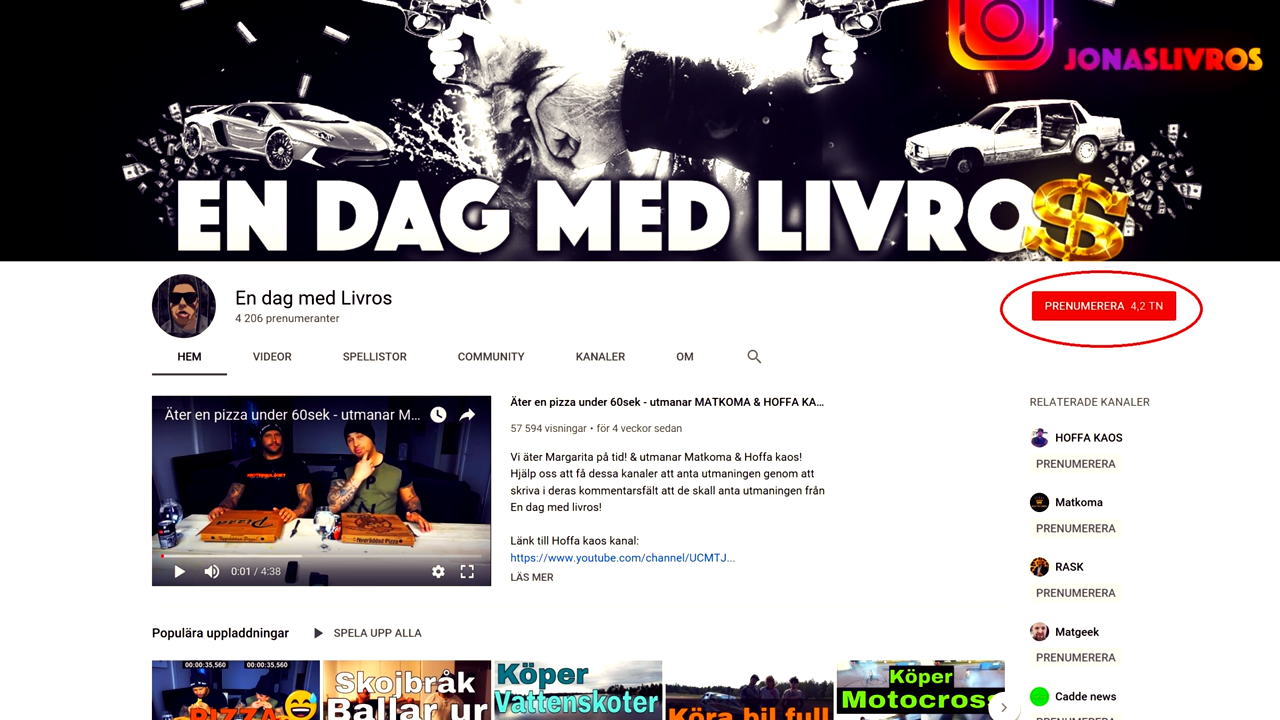 JONASLIVROS
EN DAG MED LIVRO$
En dag med Livros
4 206 prenumeranter
PRENUMERERA 4,2 TN
HEM VIDEOR SPELLISTOR COMMUNITY KANALER OM
Äter en pizza under 60sek - utmanar M...
0:01 / 4:38
Äter en pizza under 60sek - utmanar MATKOMA & HOFFA KA...
57 594 visningar • för 4 veckor sedan
Vi äter Margarita på tid! & utmanar Matkoma & Hoffa kaos!
Hjälp oss att få dessa kanaler att anta utmaningen genom att
skriva i deras kommentarsfält att de skall anta utmaningen från
En dag med livros!
Länk till Hoffa kaos kanal:
https://www.youtube.com/channel/UCMTJ...
LÄS MER
RELATERADE KANALER
HOFFA KAOS
PRENUMERERA
Matkoma
PRENUMERERA
RASK
PRENUMERERA
Matgeek
PRENUMERERA
Cadde news
PRENUMERERA
Populära uppladdningar SPELA UPP ALLA
00:00:35,560 00:00:35,560
PIZZA
Skojbråk
Ballar ur
Köper
Vattenskoter
Köra bil full
Köper
Motocross